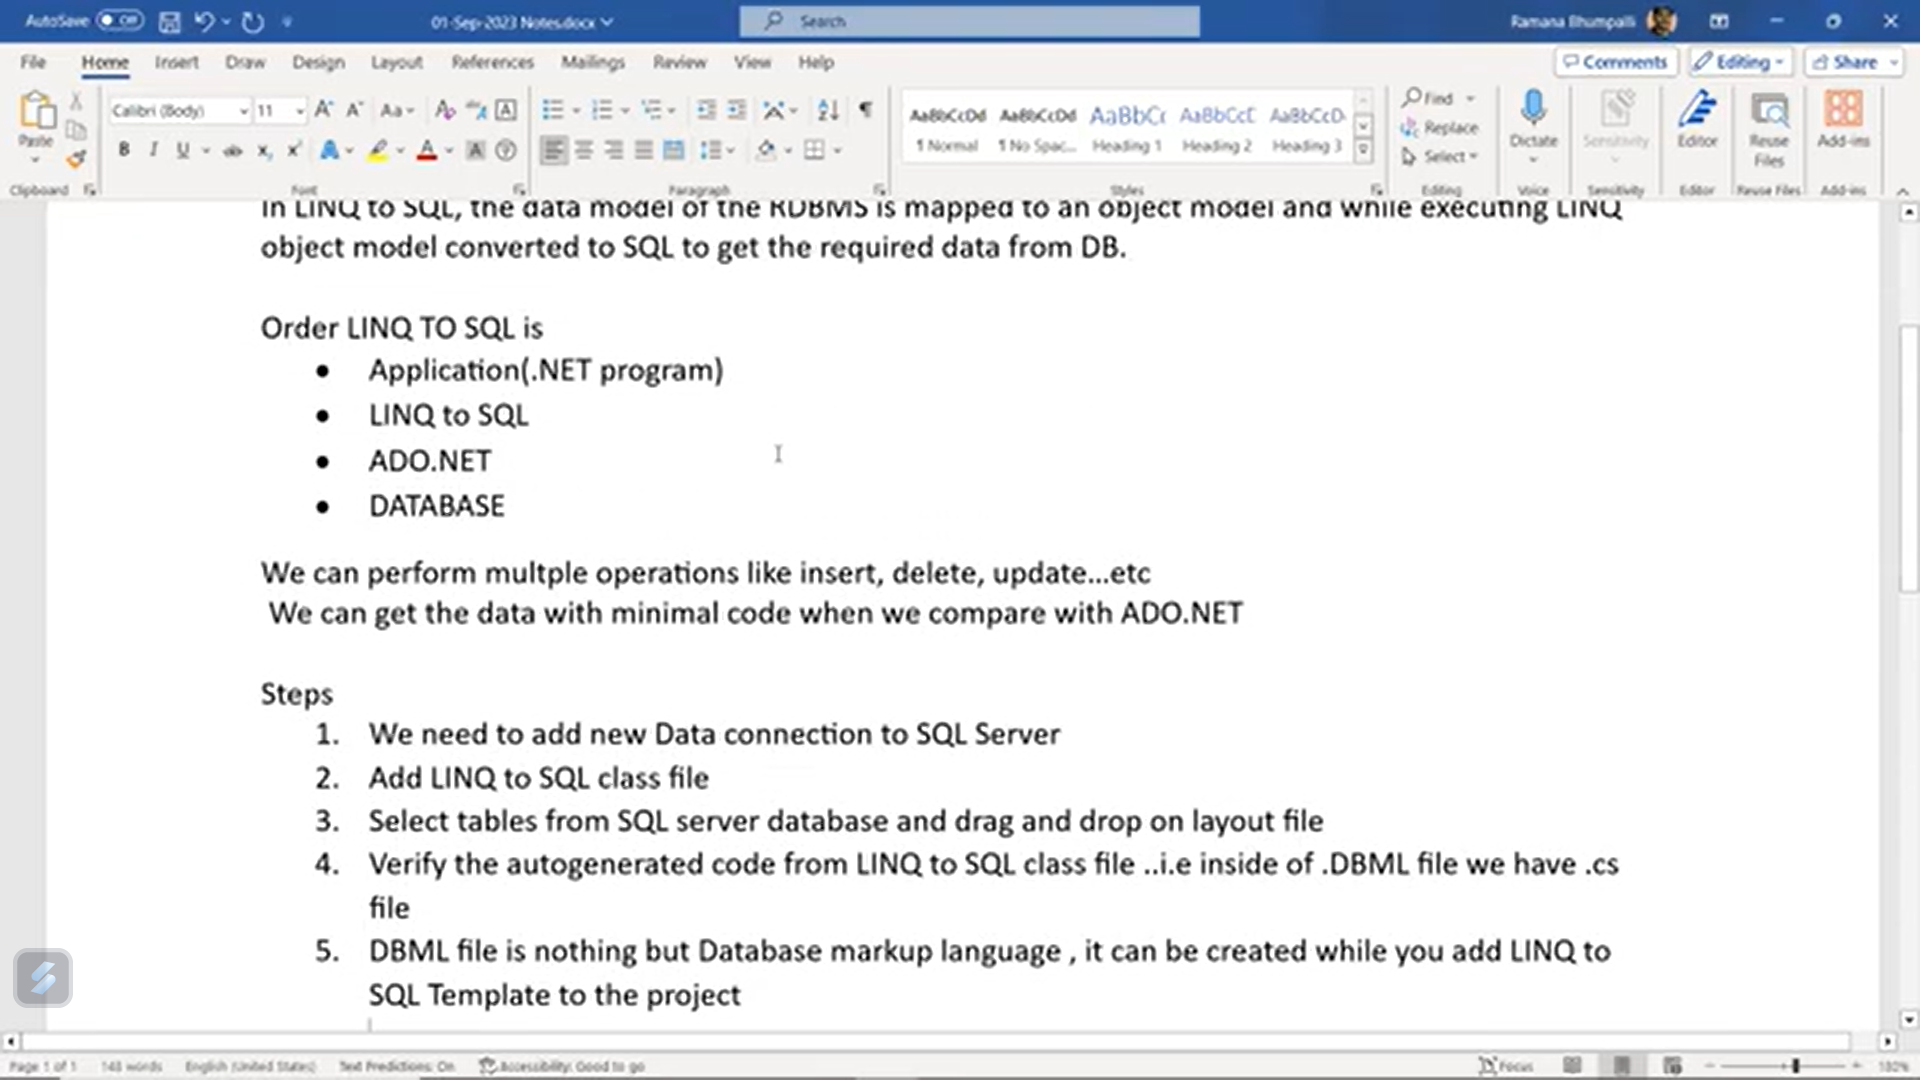 AutoSave Off 01-Sep-2023 Notes.docx Search Ramana Bhumpalli
File Home Insert Draw Design Layout References Mailings Review View Help Comments Editing Share
Paste Calibri (Body) 11 AaBbCcDd AaBbCcDd AaBbCc AaBbCcD AaBbCcD Find
¶ Normal ¶ No Spac... Heading 1 Heading 2 Heading 3 Replace
Select Dictate Sensitivity Editor Reuse Files Add-ins
Clipboard Font Paragraph Styles Editing Voice Sensitivity Editor Reuse Files Add-ins
In LINQ to SQL, the data model of the RDBMS is mapped to an object model and while executing LINQ
object model converted to SQL to get the required data from DB.
Order LINQ TO SQL is
● Application(.NET program)
● LINQ to SQL
● ADO.NET
● DATABASE
We can perform multple operations like insert, delete, update...etc
We can get the data with minimal code when we compare with ADO.NET
Steps
1. We need to add new Data connection to SQL Server
2. Add LINQ to SQL class file
3. Select tables from SQL server database and drag and drop on layout file
4. Verify the autogenerated code from LINQ to SQL class file ..i.e inside of .DBML file we have .cs
file
5. DBML file is nothing but Database markup language , it can be created while you add LINQ to
SQL Template to the project
Page 1 of 1 148 words English (United States) Text Predictions: On Accessibility: Good to go Focus